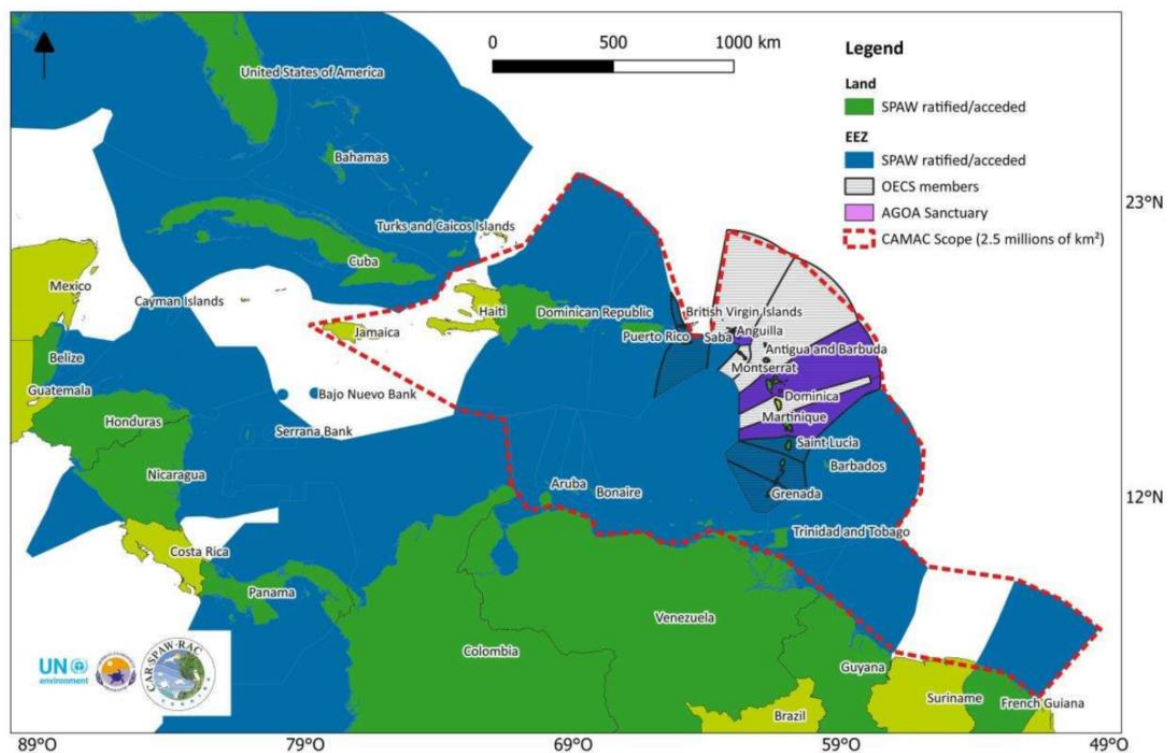 0
500
1000 km
Legend
Land
SPAW ratified/acceded
EEZ
SPAW ratified/acceded
OECS members
AGOA Sanctuary
CAMAC Scope (2.5 millions of km²)
United States of America
Bahamas
23°N
Turks and Caicos Islands
Cuba
Mexico
Cayman Islands
Haiti
Dominican Republic
British Virgin Islands
Jamaica
Puerto Rico
Saba
Anguilla
Antigua and Barbuda
Belize
Montserrat
Guatemala
Bajo Nuevo Bank
Dominica
Honduras
Martinique
Serrana Bank
Saint Lucia
Nicaragua
Barbados
Aruba
Bonaire
Grenada
12°N
Trinidad and Tobago
Costa Rica
Panama
Venezuela
Colombia
Guyana
Suriname
French Guiana
Brazil
UN
environment
CAR-SPAW-RAC
89°O
79°O
69°O
59°O
49°O